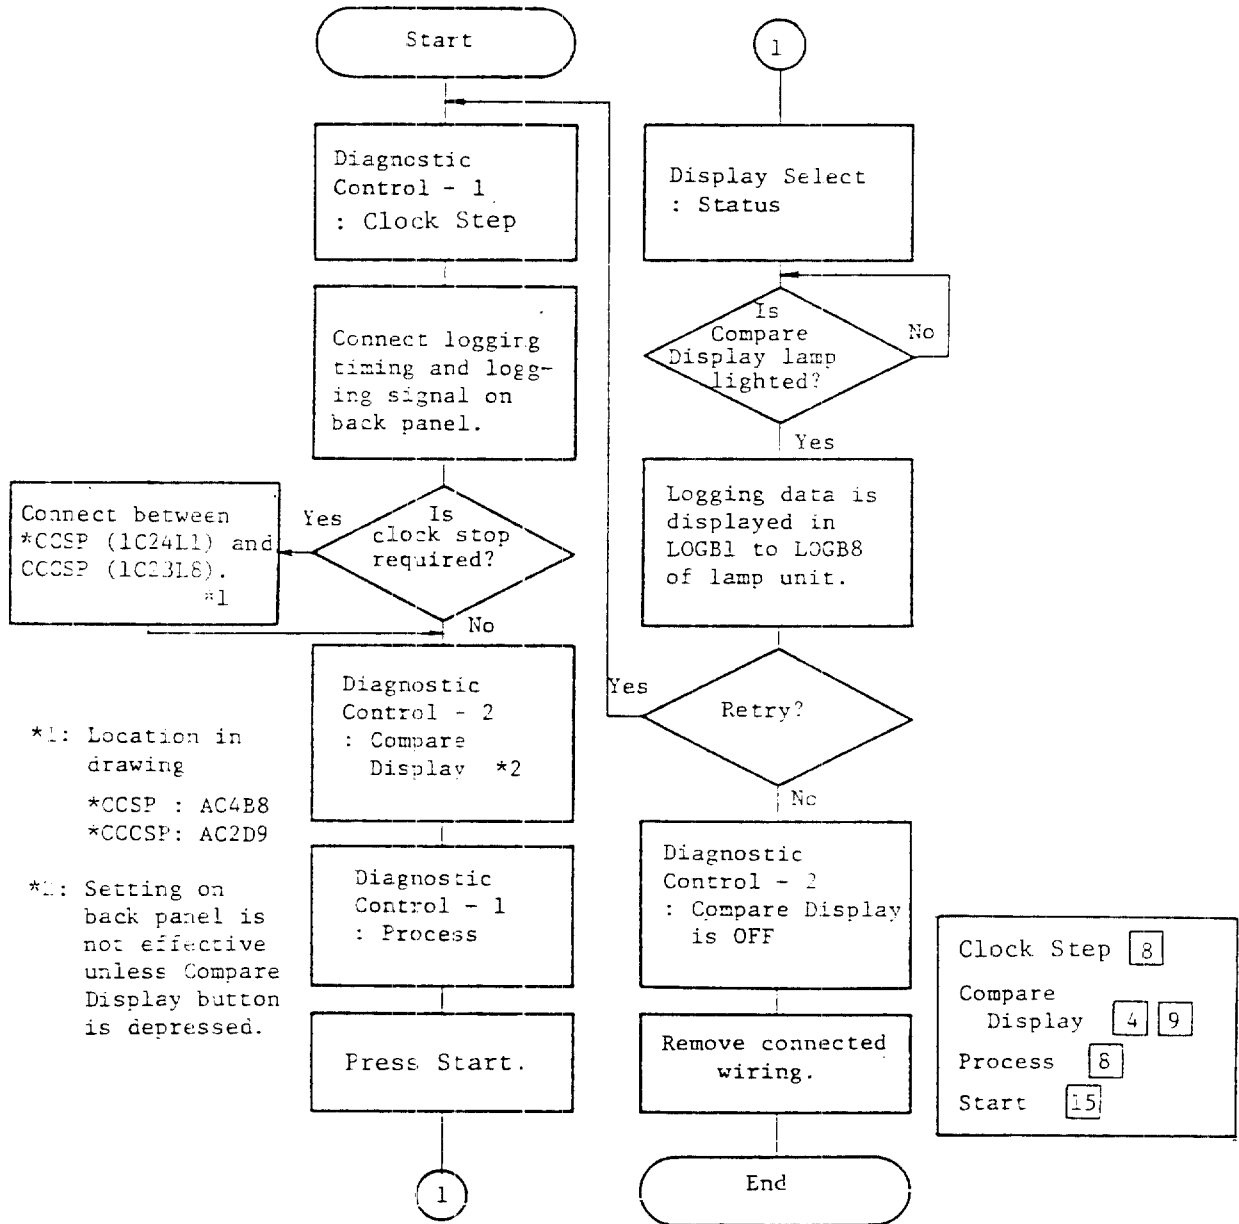 Start
Diagnostic
Control - 1
: Clock Step
Connect logging
timing and logg-
ing signal on
back panel.
Is
clock stop
required?
Yes
No
Connect between
*CCSP (1C24L1) and
CCCSP (1C23L8).
*1
Diagnostic
Control - 2
: Compare
Display *2
Diagnostic
Control - 1
: Process
Press Start.
1
*1: Location in
drawing
*CCSP : AC4B8
*CCCSP: AC2D9
*2: Setting on
back panel is
not effective
unless Compare
Display button
is depressed.
1
Display Select
: Status
Is
Compare
Display lamp
lighted?
No
Yes
Logging data is
displayed in
LOGB1 to LOGB8
of lamp unit.
Retry?
Yes
No
Diagnostic
Control - 2
: Compare Display
is OFF
Remove connected
wiring.
End
Clock Step 8
Compare
Display 4 9
Process 8
Start 15